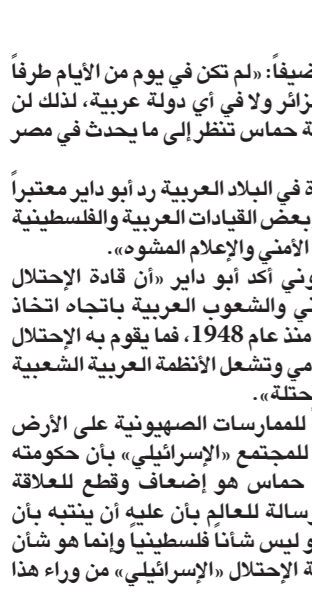 ضيفاً: «لم تكن في يوم من الأيام طرفاً
زائر ولا في أي دولة عربية، لذلك لن
ة حماس تنظر إلى ما يحدث في مصر
ة في البلاد العربية رد أبو داير معتبراً
بعض القيادات العربية والفلسطينية
الأمني والإعلام المشوه».
وني أكد أبو داير «أن قادة الإحتلال
ني والشعوب العربية باتجاه اتخاذ
منذ عام 1948، فما يقوم به الإحتلال
مي وتشعل الأنظمة العربية الشعبية
حتلة».
للممارسات الصهيونية على الأرض
للمجتمع «الإسرائيلي» بأن حكومته
حماس هو إضعاف وقطع للعلاقة
رسالة للعالم بأن عليه أن ينتبه بأن
و ليس شأناً فلسطينياً وإنما هو شأن
ة الإحتلال «الإسرائيلي» من وراء هذا